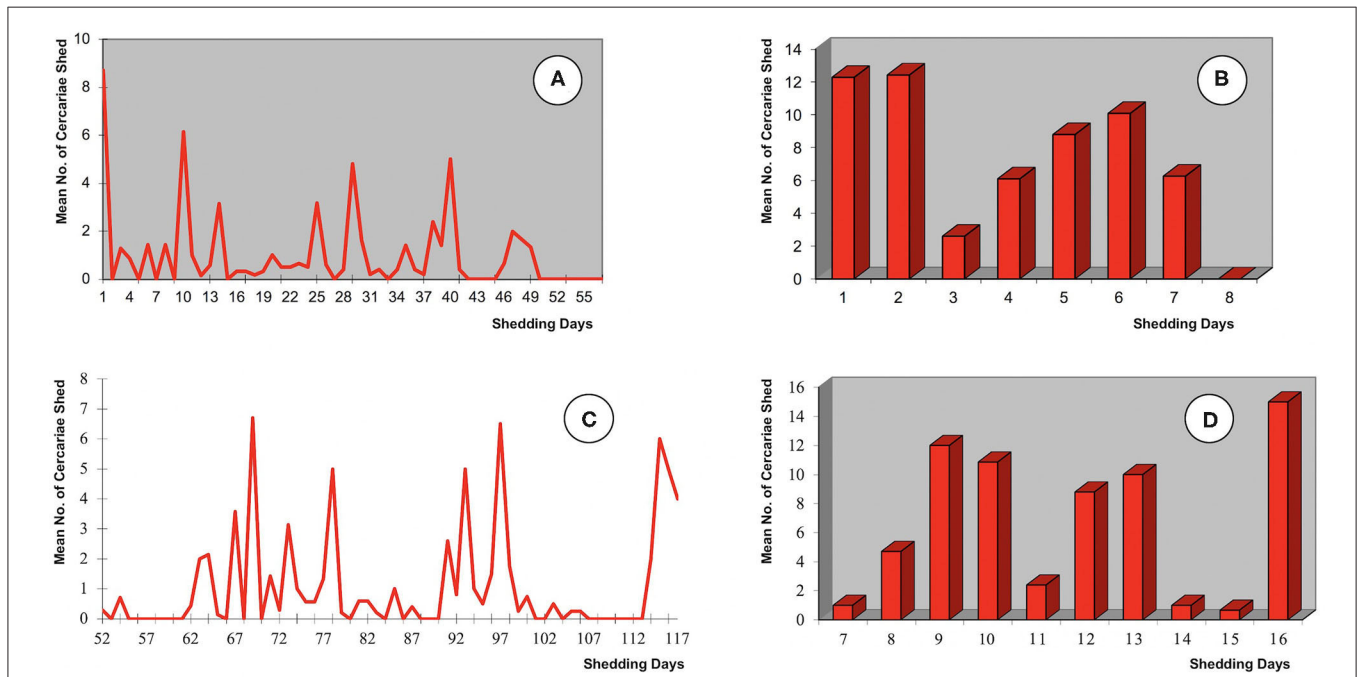 A
Mean No. of Cercariae Shed
10
8
6
4
2
0
1 4 7 10 13 16 19 22 25 28 31 34 37 40 43 46 49 52 55
Shedding Days
B
Mean No. of Cercariae Shed
14
12
10
8
6
4
2
0
1 2 3 4 5 6 7 8
Shedding Days
C
Mean No. of Cercariae Shed
8
7
6
5
4
3
2
1
0
52 57 62 67 72 77 82 87 92 97 102 107 112 117
Shedding Days
D
Mean No. of Cercariae Shed
16
14
12
10
8
6
4
2
0
7 8 9 10 11 12 13 14 15 16
Shedding Days